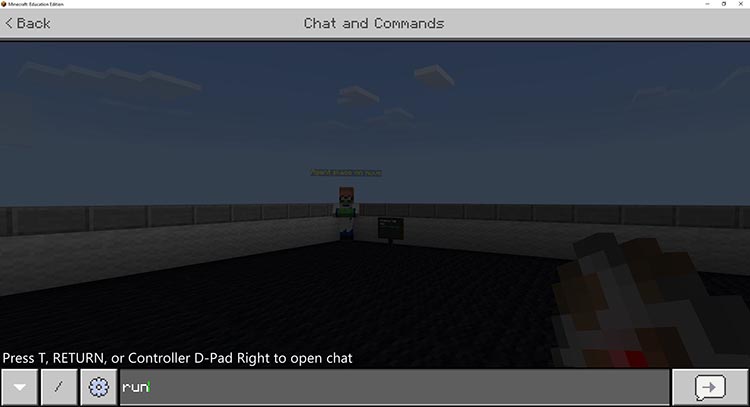 Minecraft: Education Edition
< Back
Chat and Commands
Press T, RETURN, or Controller D-Pad Right to open chat
/
run